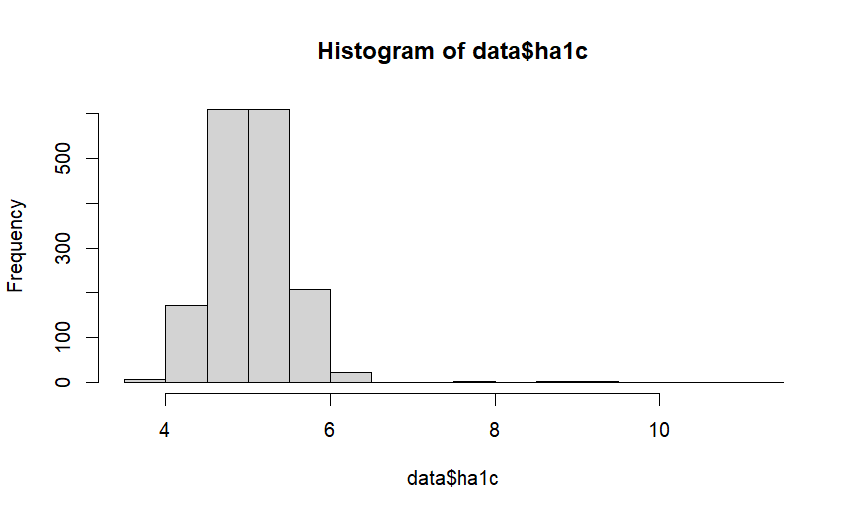 Histogram of data$ha1c
Frequency
500
300
100
0
4 6 8 10
data$ha1c